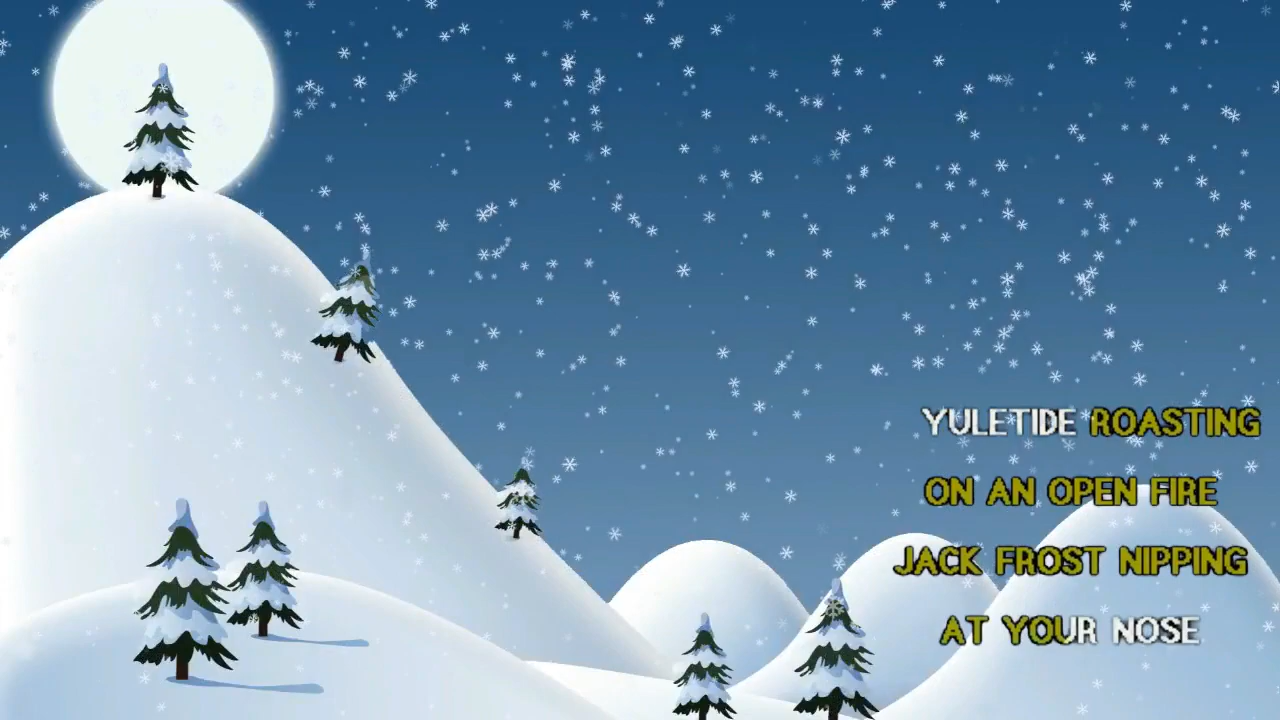 YULETIDE ROASTING
ON AN OPEN FIRE
JACK FROST NIPPING
AT YOUR NOSE